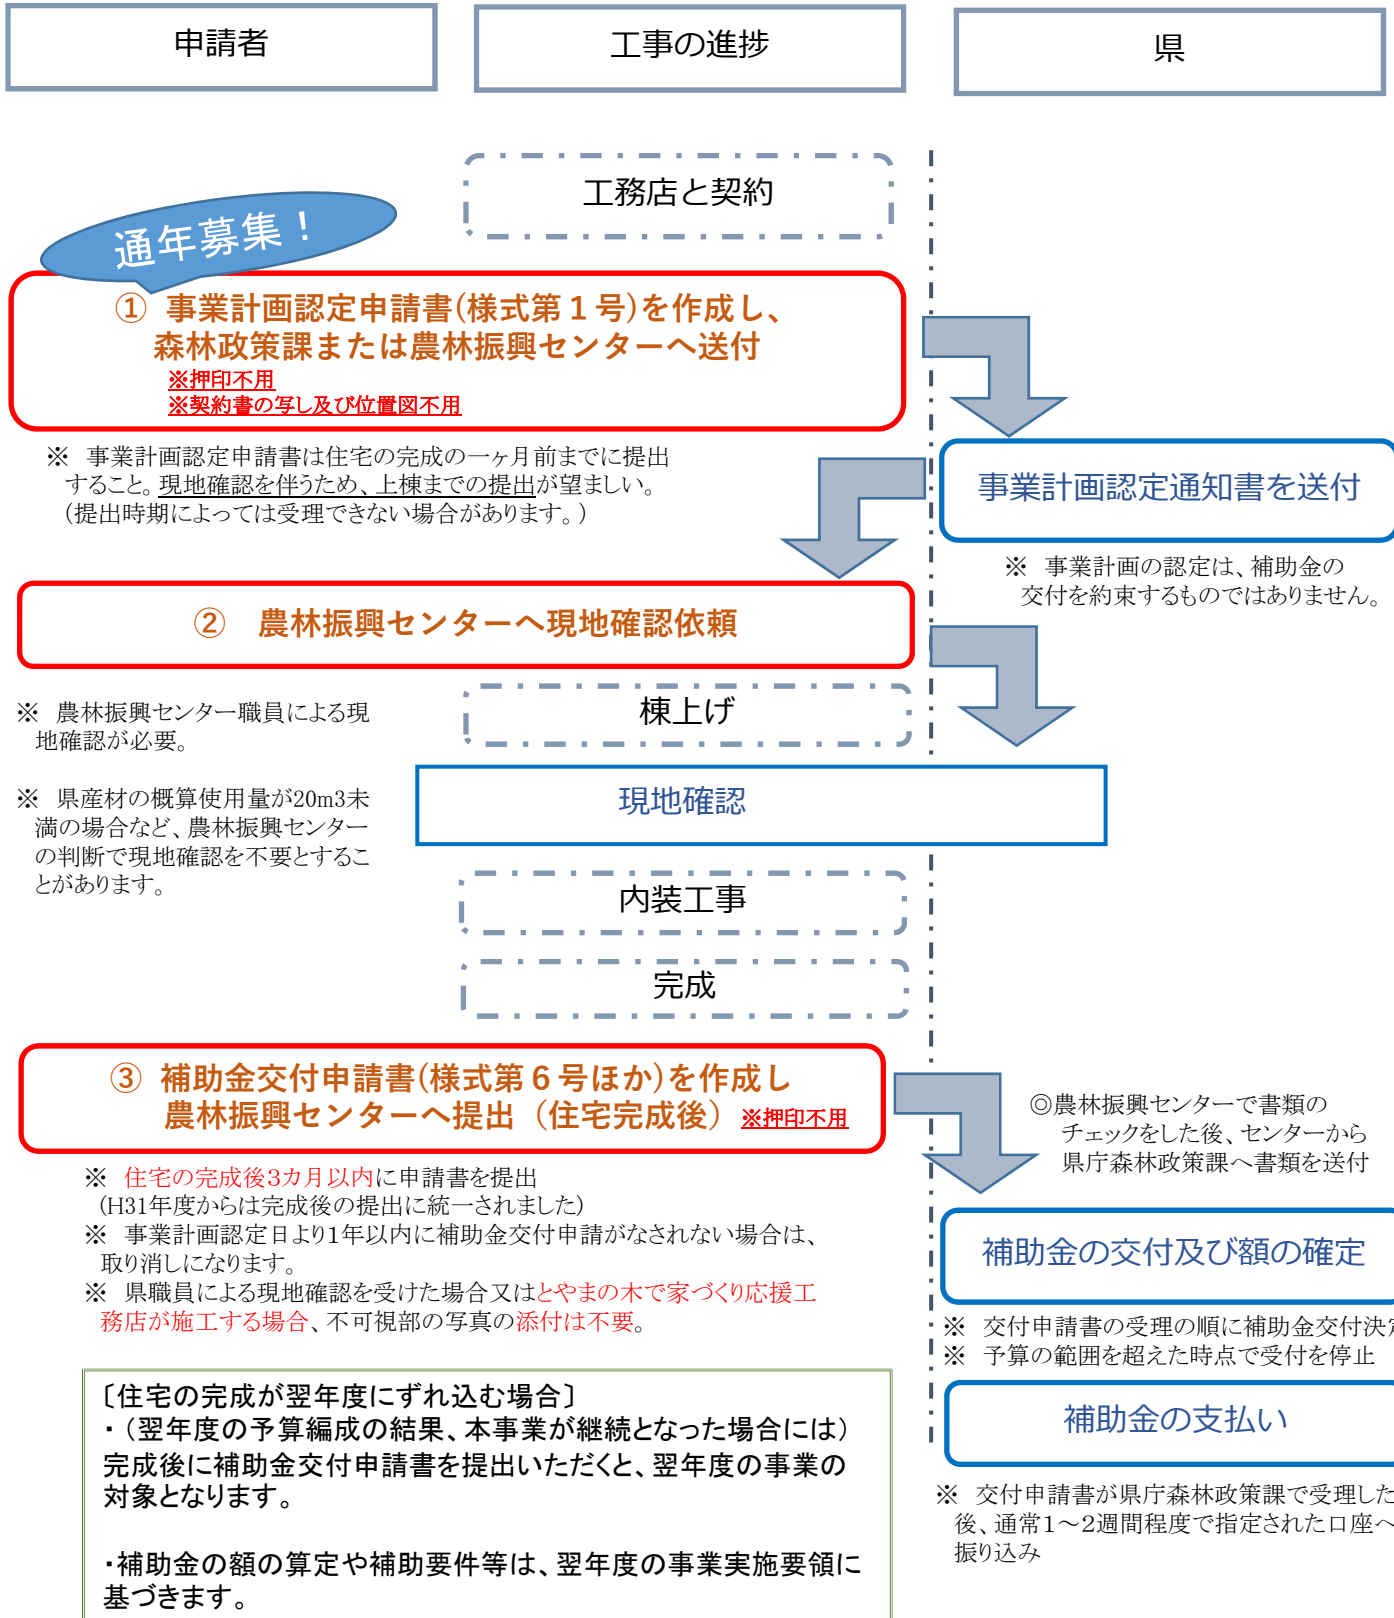 申請者
工事の進捗
県
工務店と契約
通年募集！
① 事業計画認定申請書(様式第１号)を作成し、
森林政策課または農林振興センターへ送付
※押印不用
※契約書の写し及び位置図不用
※　事業計画認定申請書は住宅の完成の一ヶ月前までに提出
すること。現地確認を伴うため、上棟までの提出が望ましい。
（提出時期によっては受理できない場合があります。）
事業計画認定通知書を送付
※　事業計画の認定は、補助金の
交付を約束するものではありません。
②　農林振興センターへ現地確認依頼
※　農林振興センター職員による現
地確認が必要。
棟上げ
※　県産材の概算使用量が20m3未
満の場合など、農林振興センター
の判断で現地確認を不要とするこ
とがあります。
現地確認
内装工事
完成
③ 補助金交付申請書(様式第６号ほか)を作成し
農林振興センターへ提出（住宅完成後）※押印不用
◎農林振興センターで書類の
チェックをした後、センターから
県庁森林政策課へ書類を送付
※　住宅の完成後3カ月以内に申請書を提出
(H31年度からは完成後の提出に統一されました)
※　事業計画認定日より1年以内に補助金交付申請がなされない場合は、
取り消しになります。
※　県職員による現地確認を受けた場合又はとやまの木で家づくり応援工
務店が施工する場合、不可視部の写真の添付は不要。
補助金の交付及び額の確定
※　交付申請書の受理の順に補助金交付決定
※　予算の範囲を超えた時点で受付を停止
補助金の支払い
※　交付申請書が県庁森林政策課で受理した
後、通常１～２週間程度で指定された口座へ
振り込み
〔住宅の完成が翌年度にずれ込む場合〕
・（翌年度の予算編成の結果、本事業が継続となった場合には）
完成後に補助金交付申請書を提出いただくと、翌年度の事業の
対象となります。
・補助金の額の算定や補助要件等は、翌年度の事業実施要領に
基づきます。